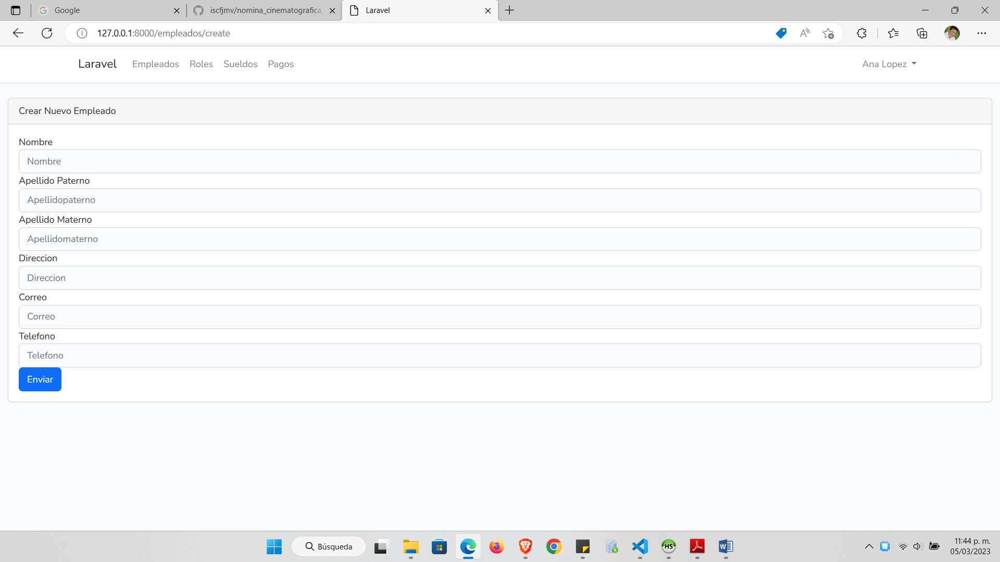 Google
iscfjmv/nomina_cinematografica_
Laravel
127.0.0.1:8000/empleados/create
Laravel Empleados Roles Sueldos Pagos Ana Lopez
Crear Nuevo Empleado
Nombre
Nombre
Apellido Paterno
Apellidopaterno
Apellido Materno
Apellidomaterno
Direccion
Direccion
Correo
Correo
Telefono
Telefono
Enviar
Búsqueda
HS
W
11:44 p. m.
05/03/2023